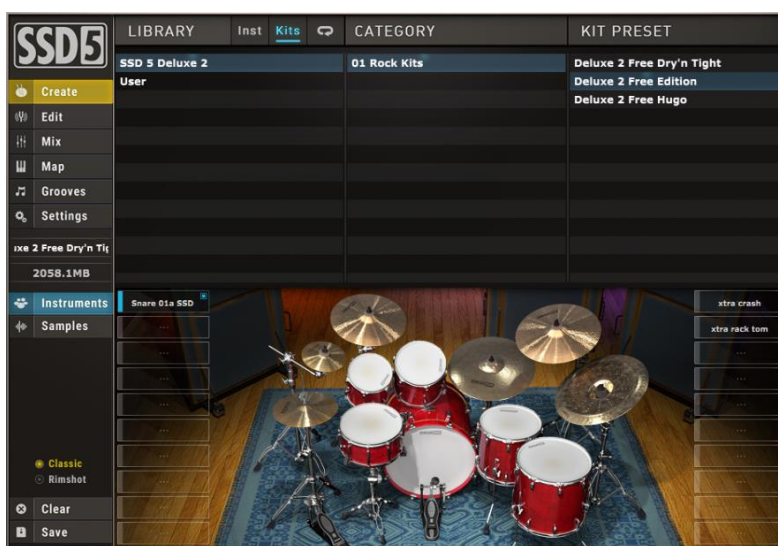 SSD5
LIBRARY Inst Kits CATEGORY KIT PRESET
SSD 5 Deluxe 2
User
01 Rock Kits
Deluxe 2 Free Dry'n Tight
Deluxe 2 Free Edition
Deluxe 2 Free Hugo
Create
Edit
Mix
Map
Grooves
Settings
ixe 2 Free Dry'n Tig
2058.1MB
Instruments
Samples
Classic
Rimshot
Clear
Save
Snare 01a SSD
...
...
...
...
...
...
...
...
...
xtra crash
xtra rack tom
...
...
...
...
...
...
...
...